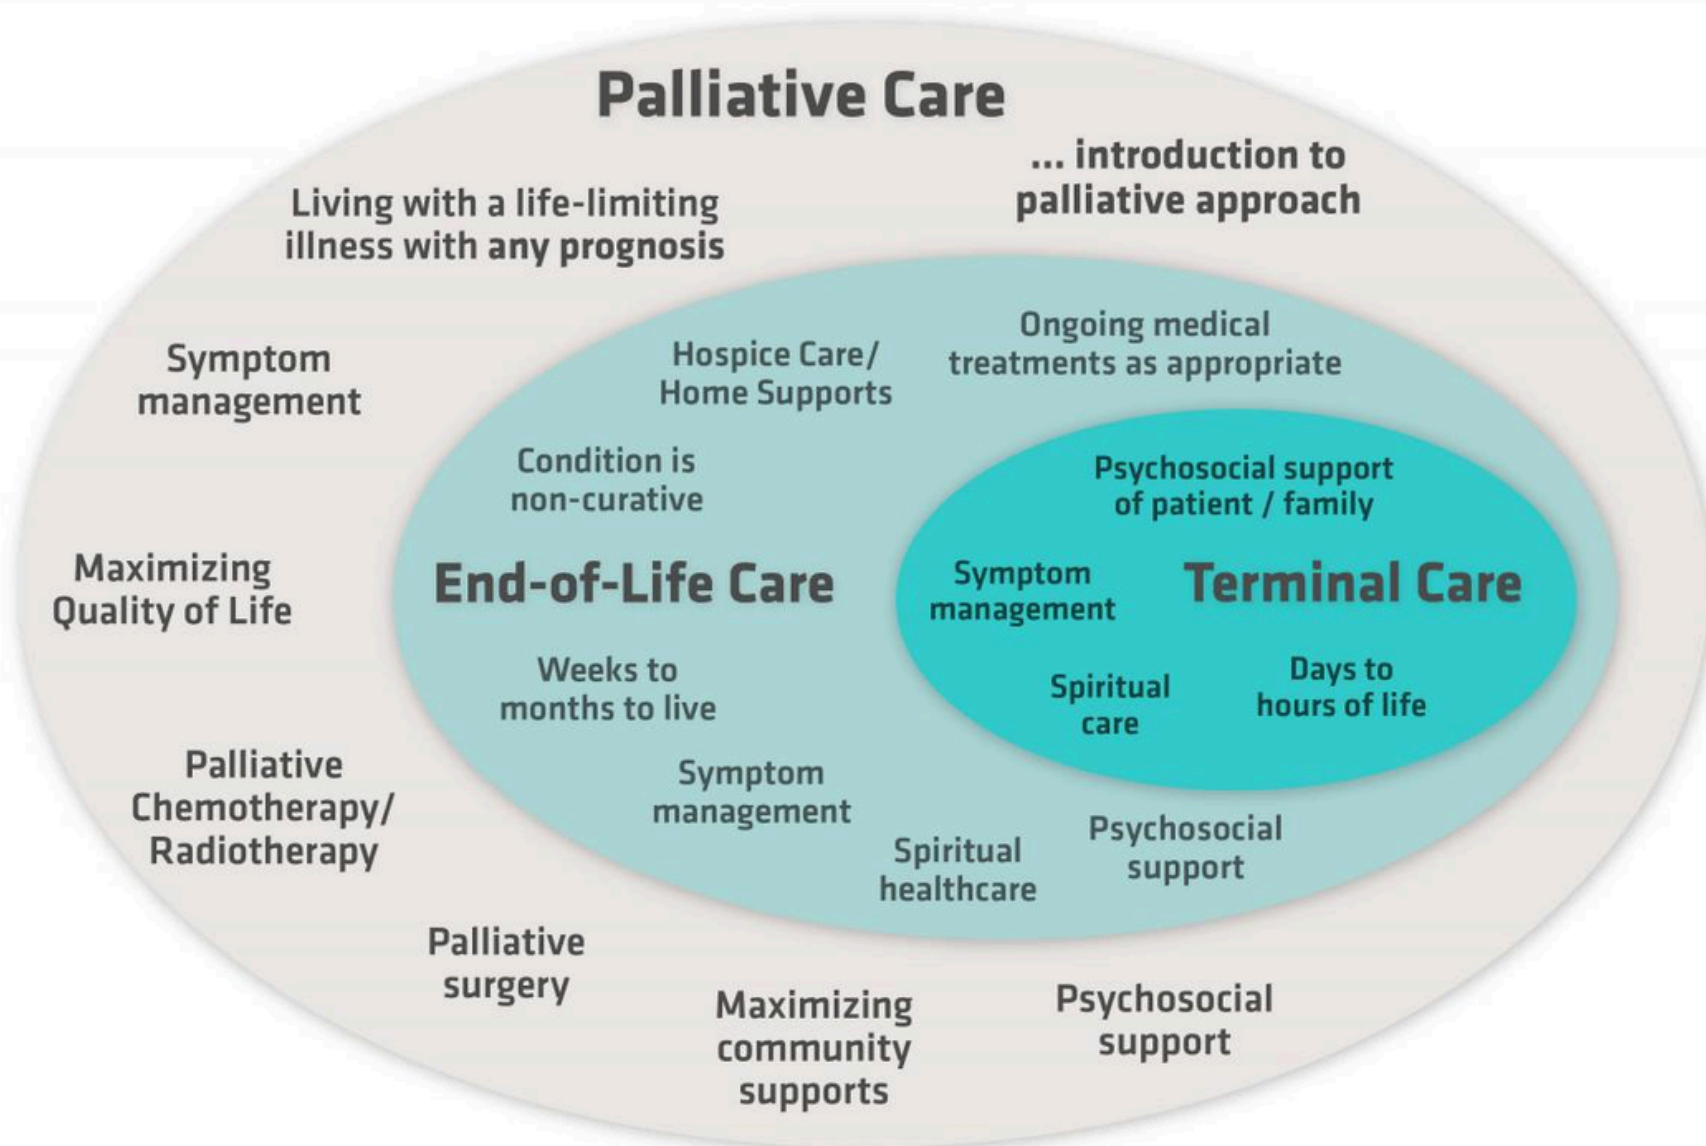 Palliative Care
... introduction to
palliative approach
Living with a life-limiting
illness with any prognosis
Symptom
management
Maximizing
Quality of Life
Palliative
Chemotherapy/
Radiotherapy
Palliative
surgery
Maximizing
community
supports
Psychosocial
support
Hospice Care/
Home Supports
Ongoing medical
treatments as appropriate
Condition is
non-curative
End-of-Life Care
Weeks to
months to live
Symptom
management
Spiritual
healthcare
Psychosocial
support
Psychosocial support
of patient / family
Symptom
management
Terminal Care
Spiritual
care
Days to
hours of life